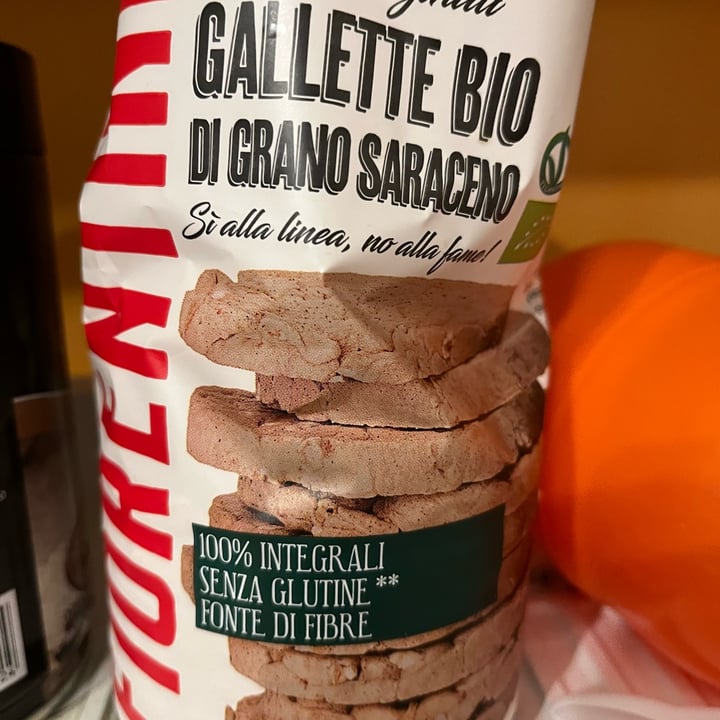 GALLETTE BIO
DI GRANO SARACENO
Sì alla linea, no alla fame!
FIORENTINI
100% INTEGRALI
SENZA GLUTINE**
FONTE DI FIBRE